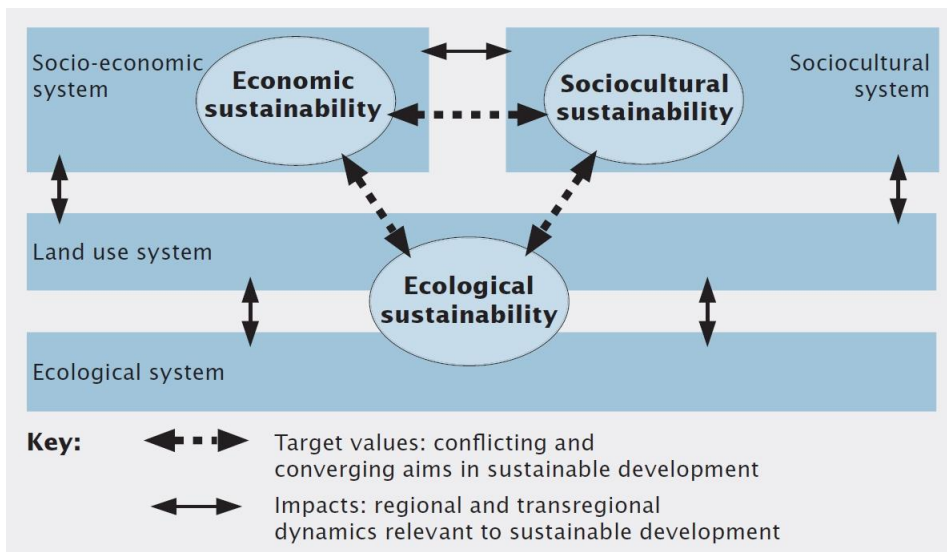 Socio-economic
system
Economic
sustainability
Sociocultural
sustainability
Sociocultural
system
Land use system
Ecological
sustainability
Ecological system
Key:
Target values: conflicting and
converging aims in sustainable development
Impacts: regional and transregional
dynamics relevant to sustainable development